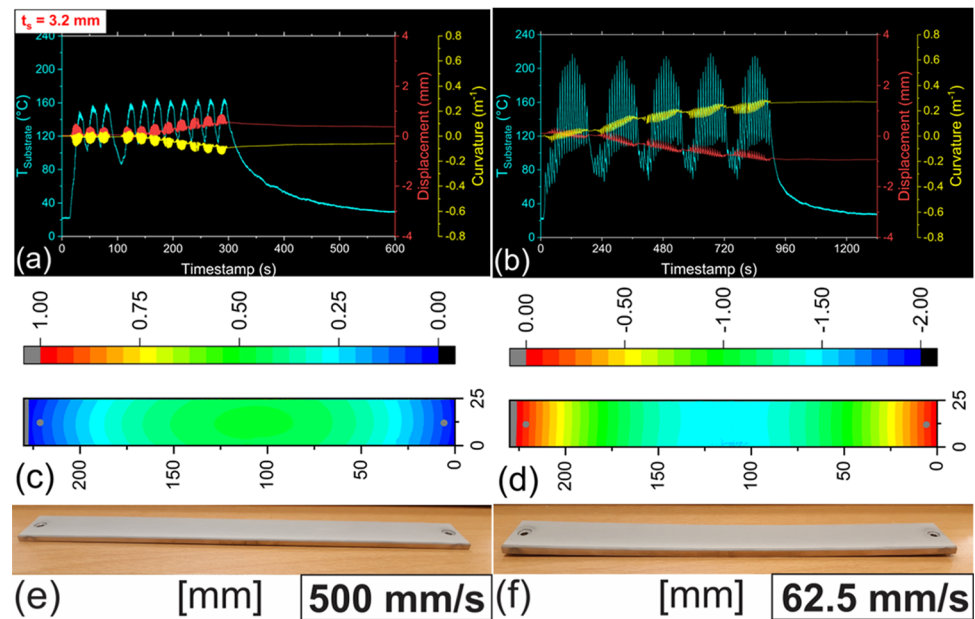 t_s = 3.2 mm
240
200
160
120
80
40
0
T_Substrate (°C)
0 100 200 300 400 500 600
Timestamp (s)
4
2
0
-2
-4
Displacement (mm)
0.8
0.6
0.4
0.2
0.0
-0.2
-0.4
-0.6
-0.8
Curvature (m⁻¹)
(a)
240
200
160
120
80
40
0
T_Substrate (°C)
0 240 480 720 960 1200
Timestamp (s)
4
2
0
-2
-4
Displacement (mm)
0.8
0.6
0.4
0.2
0.0
-0.2
-0.4
-0.6
-0.8
Curvature (m⁻¹)
(b)
1.00 0.75 0.50 0.25 0.00
25
0
200 150 100 50 0
(c)
0.00 -0.50 -1.00 -1.50 -2.00
25
0
200 150 100 50 0
(d)
(e) [mm] 500 mm/s
(f) [mm] 62.5 mm/s